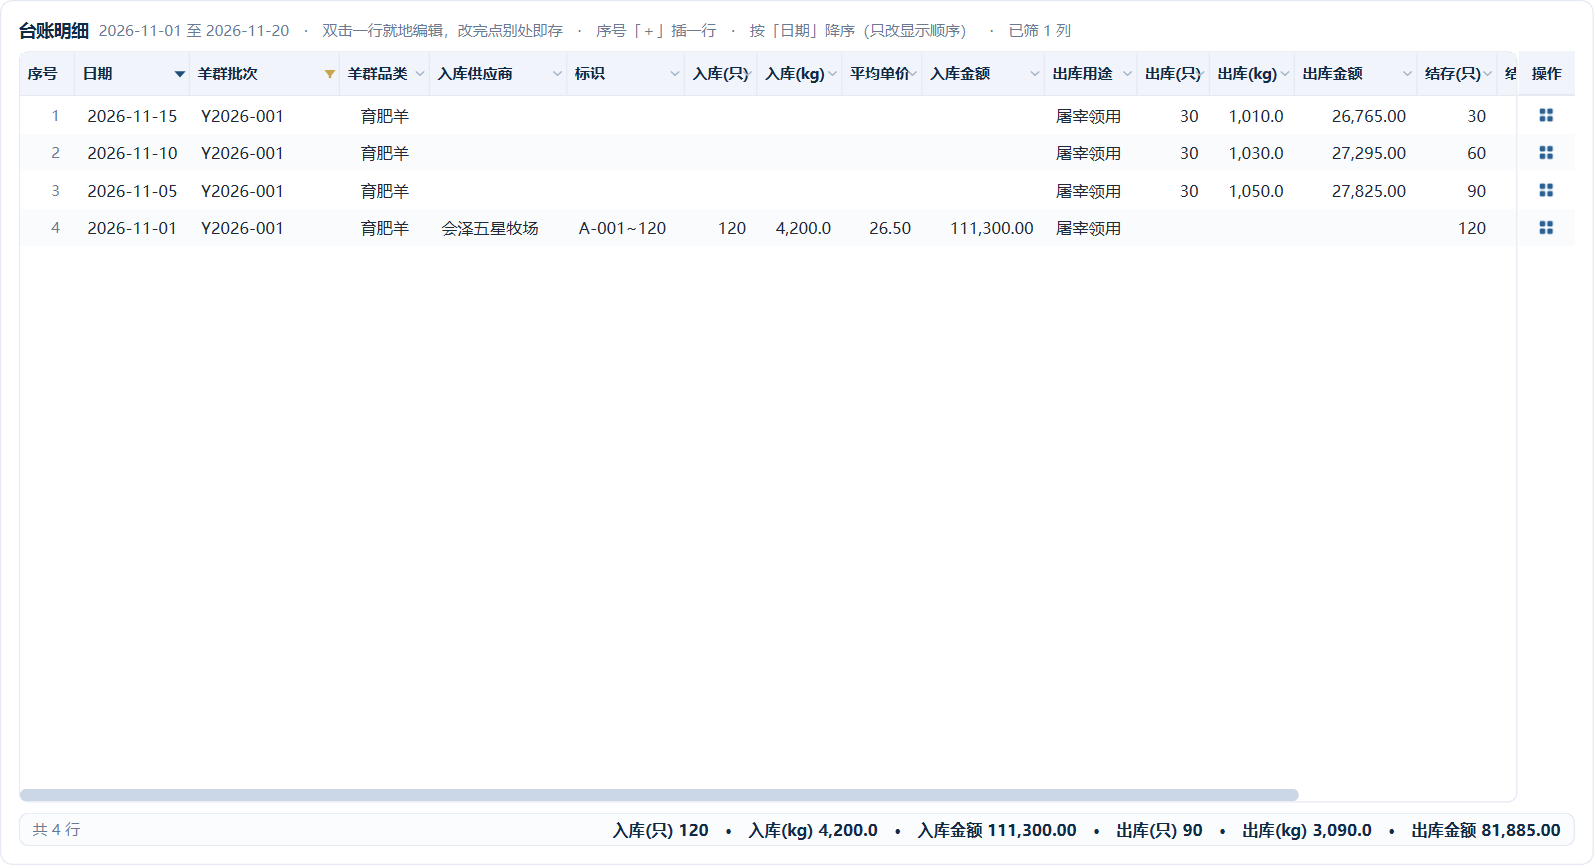 台账明细 2026-11-01 至 2026-11-20 · 双击一行就地编辑，改完点别处即存 · 序号「+」插一行 · 按「日期」降序（只改显示顺序） · 已筛 1 列
序号 日期 羊群批次 羊群品类 入库供应商 标识 入库(只) 入库(kg) 平均单价 入库金额 出库用途 出库(只) 出库(kg) 出库金额 结存(只) 结 操作
1 2026-11-15 Y2026-001 育肥羊 屠宰领用 30 1,010.0 26,765.00 30
2 2026-11-10 Y2026-001 育肥羊 屠宰领用 30 1,030.0 27,295.00 60
3 2026-11-05 Y2026-001 育肥羊 屠宰领用 30 1,050.0 27,825.00 90
4 2026-11-01 Y2026-001 育肥羊 会泽五星牧场 A-001~120 120 4,200.0 26.50 111,300.00 屠宰领用 120
共 4 行 入库(只) 120 • 入库(kg) 4,200.0 • 入库金额 111,300.00 • 出库(只) 90 • 出库(kg) 3,090.0 • 出库金额 81,885.00